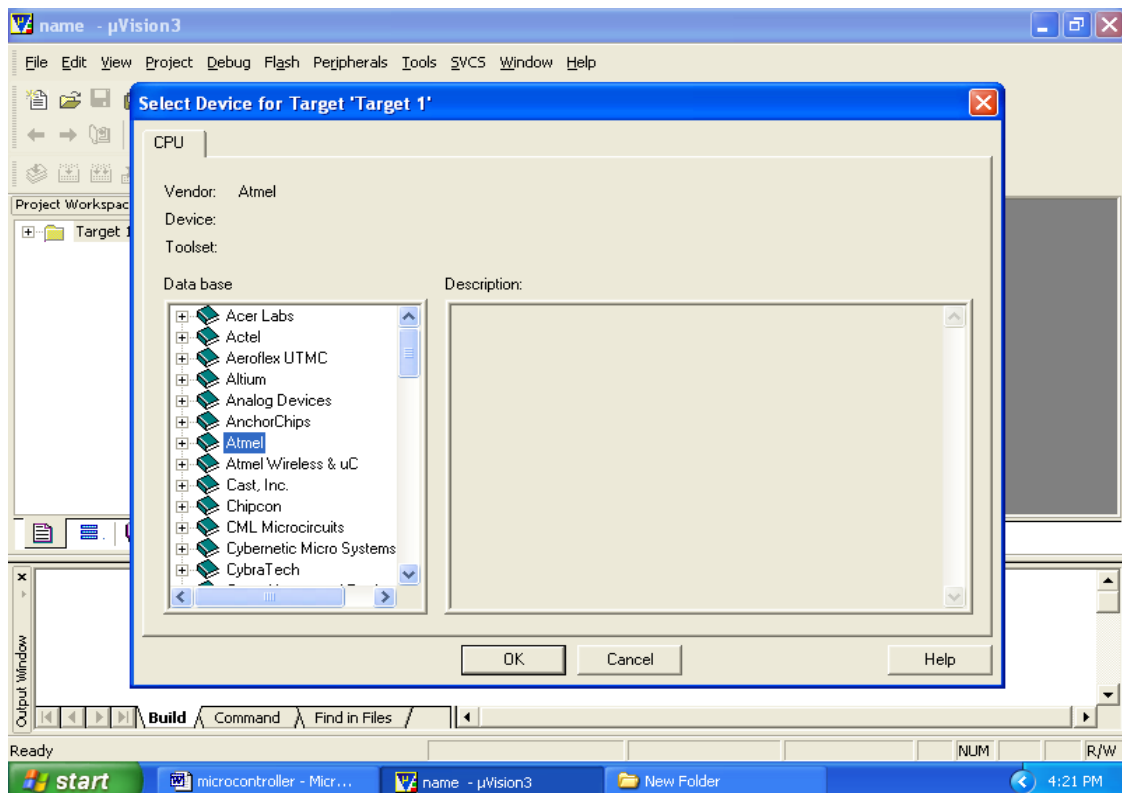 name - µVision3
File Edit View Project Debug Flash Peripherals Tools SVCS Window Help
Select Device for Target 'Target 1'
CPU
Vendor: Atmel
Device:
Toolset:
Data base
Description:
Acer Labs
Actel
Aeroflex UTMC
Altium
Analog Devices
AnchorChips
Atmel
Atmel Wireless & uC
Cast, Inc.
Chipcon
CML Microcircuits
Cybernetic Micro Systems
CybraTech
OK Cancel Help
Project Workspac
Target 1
Output Window
Build Command Find in Files
Ready NUM R/W
start microcontroller - Micr... name - µVision3 New Folder 4:21 PM